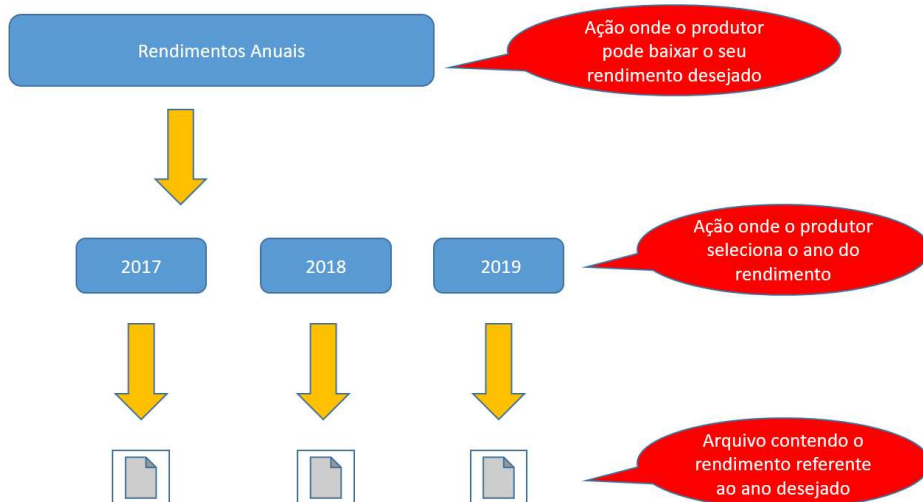 Rendimentos Anuais
Ação onde o produtor
pode baixar o seu
rendimento desejado
2017
2018
2019
Ação onde o produtor
seleciona o ano do
rendimento
Arquivo contendo o
rendimento referente
ao ano desejado